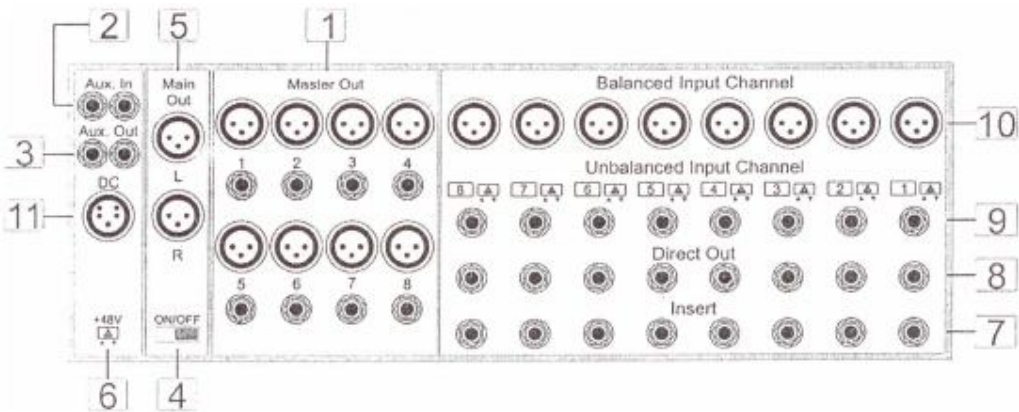 2 5 1
Aux. In
Main Out
Master Out
Balanced Input Channel
10
Aux. Out
3
1 2 3 4
L
Unbalanced Input Channel
DC
8 7 6 5 4 3 2 1
11
9
R
Direct Out
8
5 6 7 8
Insert
+48V
ON/OFF
7
6 4